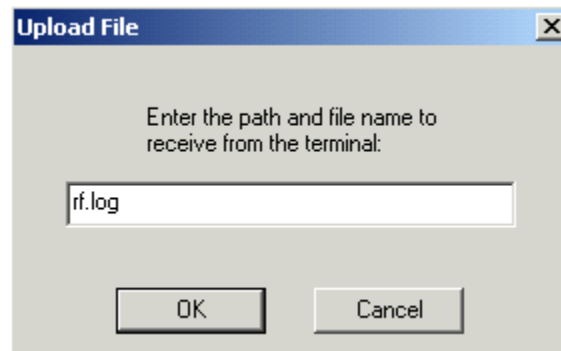 Upload File
Enter the path and file name to
receive from the terminal:
rf.log
OK
Cancel